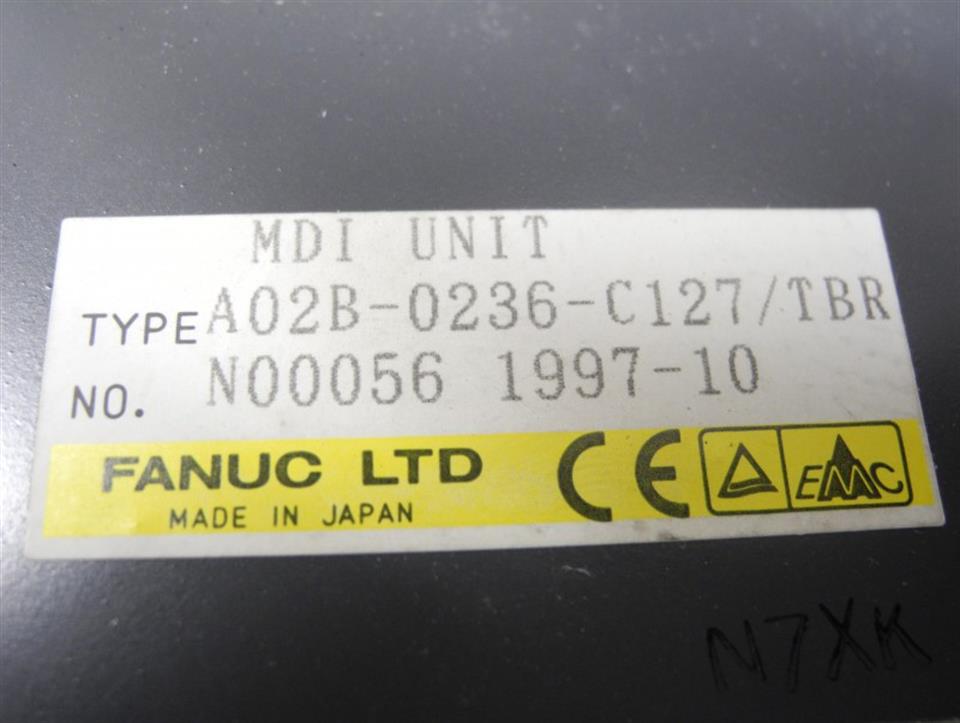 MDI UNIT
TYPE A02B-0236-C127/TBR
NO. N00056 1997-10
FANUC LTD CE EMC
MADE IN JAPAN
N7XK